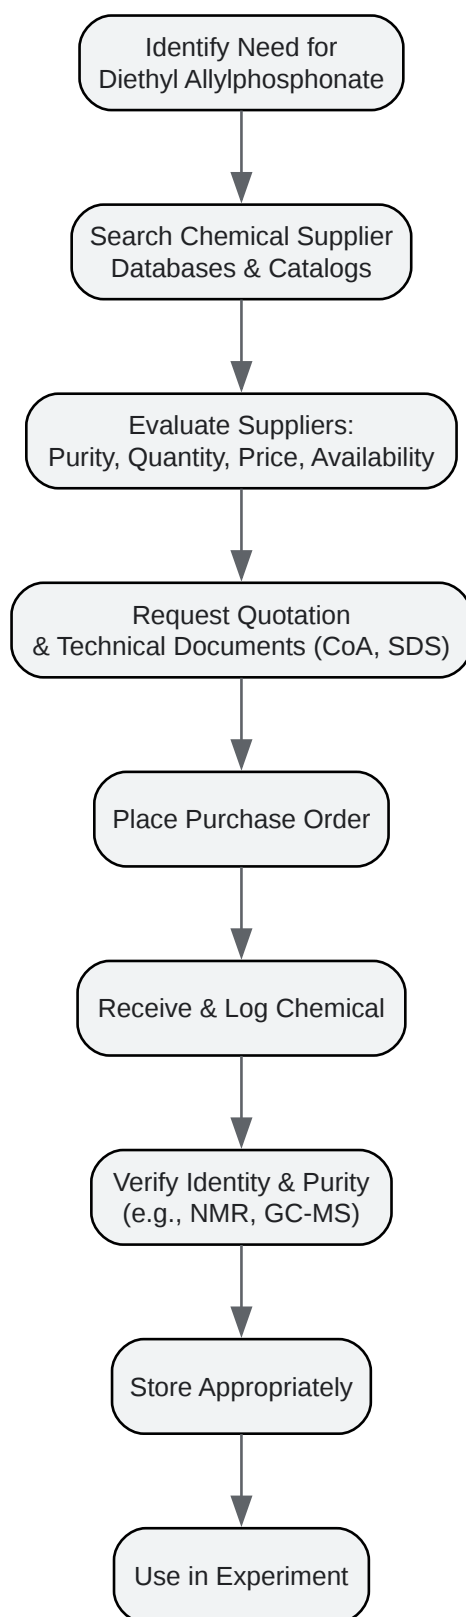 Identify Need for
Diethyl Allylphosphonate
Search Chemical Supplier
Databases & Catalogs
Evaluate Suppliers:
Purity, Quantity, Price, Availability
Request Quotation
& Technical Documents (CoA, SDS)
Place Purchase Order
Receive & Log Chemical
Verify Identity & Purity
(e.g., NMR, GC-MS)
Store Appropriately
Use in Experiment